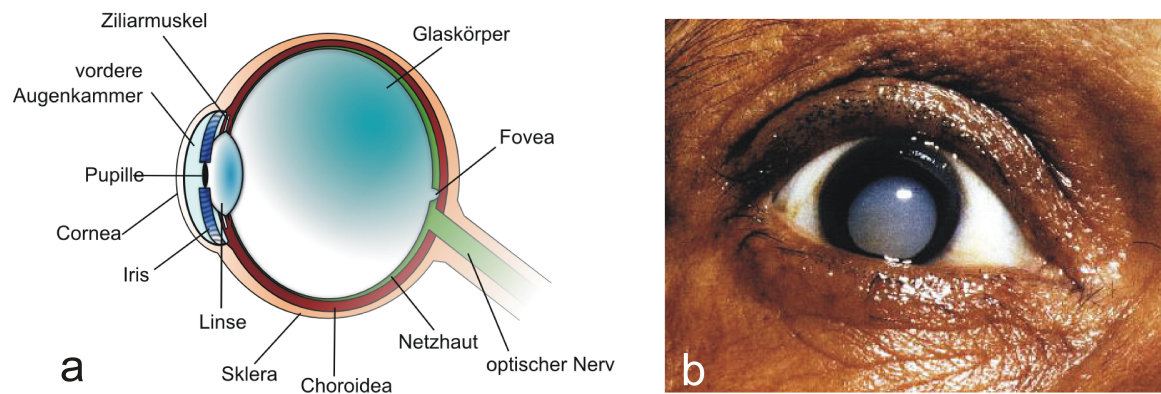 Ziliarmuskel
Glaskörper
vordere
Augenkammer
Fovea
Pupille
Cornea
Iris
Linse
Netzhaut
optischer Nerv
Sklera
Choroidea
a
b